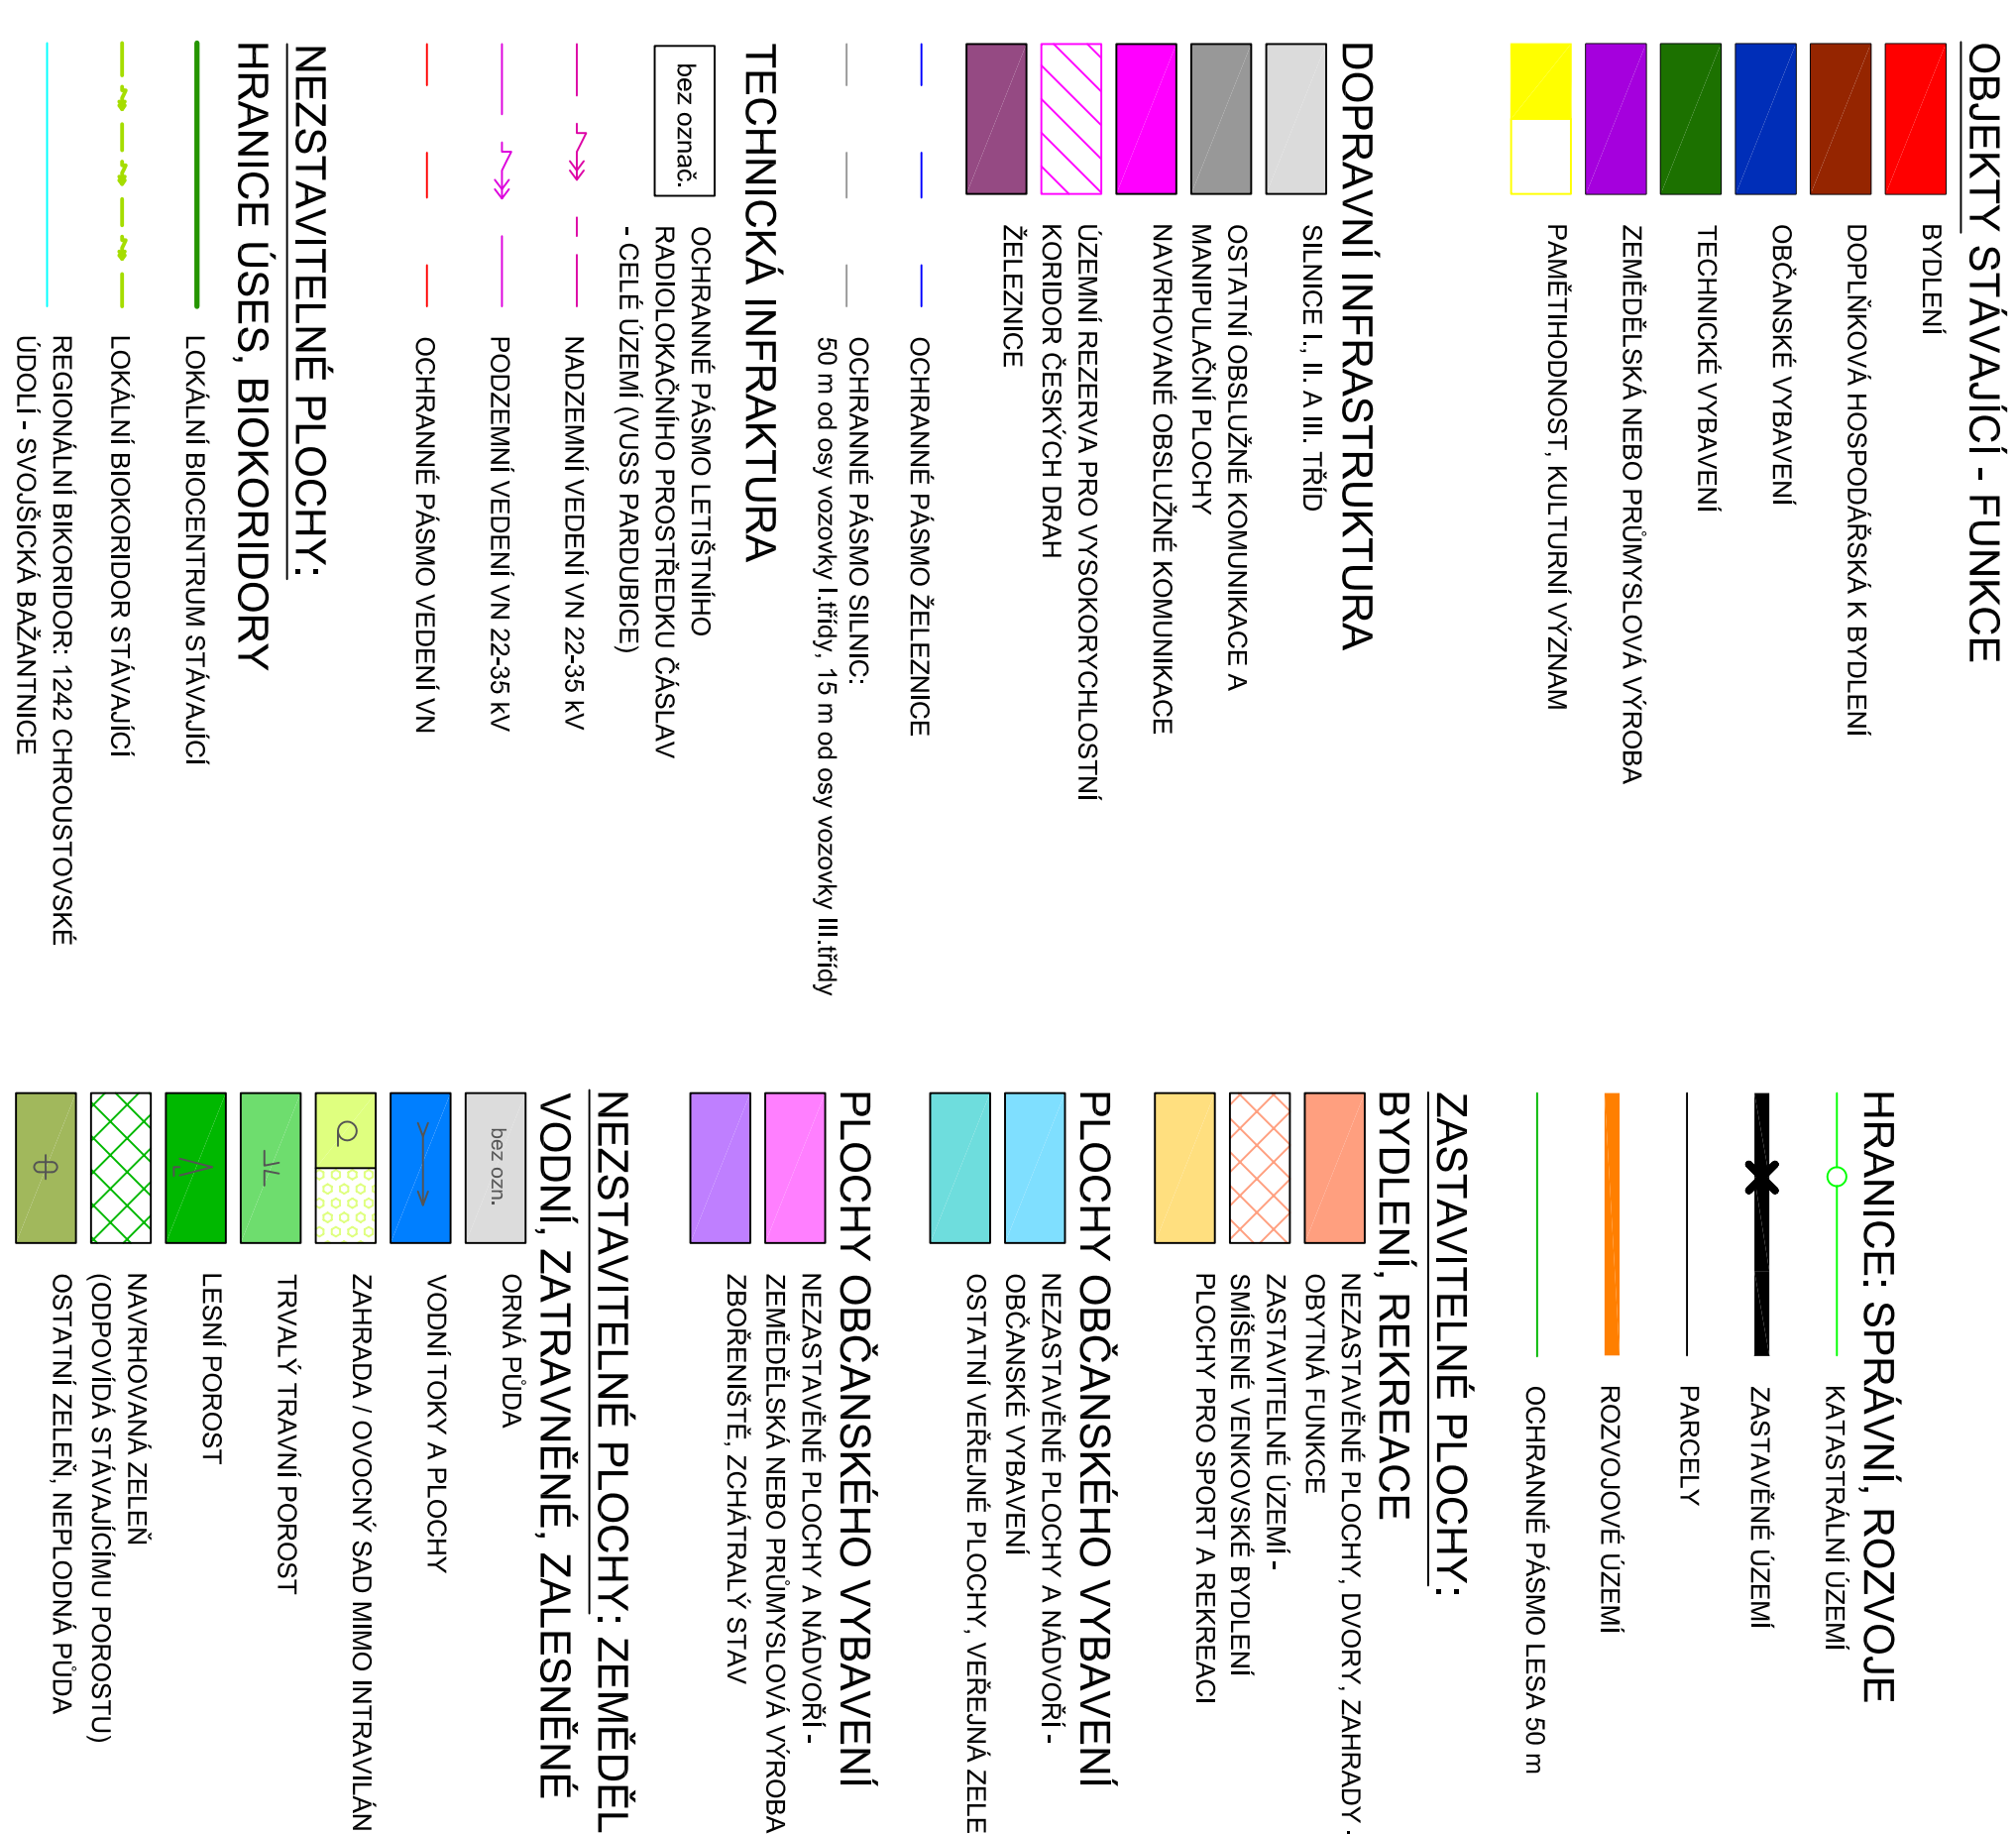 OBJEKTY STÁVAJÍCÍ - FUNKCE
BYDLENÍ
DOPLŇKOVÁ HOSPODÁŘSKÁ K BYDLENÍ
OBČANSKÉ VYBAVENÍ
TECHNICKÉ VYBAVENÍ
ZEMĚDĚLSKÁ NEBO PRŮMYSLOVÁ VÝROBA
PAMĚTIHODNOST, KULTURNÍ VÝZNAM
DOPRAVNÍ INFRASTRUKTURA
SILNICE I., II. A III. TŘÍD
OSTATNÍ OBSLUŽNÉ KOMUNIKACE A
MANIPULAČNÍ PLOCHY
NAVRHOVANÉ OBSLUŽNÉ KOMUNIKACE
ÚZEMNÍ REZERVA PRO VYSOKORYCHLOSTNÍ
KORIDOR ČESKÝCH DRAH
ŽELEZNICE
OCHRANNÉ PÁSMO ŽELEZNICE
OCHRANNÉ PÁSMO SILNIC:
50 m od osy vozovky I.třídy, 15 m od osy vozovky III.třídy
TECHNICKÁ INFRAKTURA
bez označ.
OCHRANNÉ PÁSMO LETIŠTNÍHO
RADIOLOKAČNÍHO PROSTŘEDKU ČÁSLAV
- CELÉ ÚZEMÍ (VUSS PARDUBICE)
NADZEMNÍ VEDENÍ VN 22-35 kV
PODZEMNÍ VEDENÍ VN 22-35 kV
OCHRANNÉ PÁSMO VEDENÍ VN
NEZSTAVITELNÉ PLOCHY:
HRANICE ÚSES, BIOKORIDORY
LOKÁLNÍ BIOCENTRUM STÁVAJÍCÍ
LOKÁLNÍ BIOKORIDOR STÁVAJÍCÍ
REGIONÁLNÍ BIKORIDOR: 1242 CHROUSTOVSKÉ
ÚDOLÍ - SVOJŠICKÁ BAŽANTNICE
HRANICE: SPRÁVNÍ, ROZVOJE
KATASTRÁLNÍ ÚZEMÍ
ZASTAVĚNÉ ÚZEMÍ
PARCELY
ROZVOJOVÉ ÚZEMÍ
OCHRANNÉ PÁSMO LESA 50 m
ZASTAVITELNÉ PLOCHY:
BYDLENÍ, REKREACE
NEZASTAVĚNÉ PLOCHY, DVORY, ZAHRADY -
OBYTNÁ FUNKCE
ZASTAVITELNÉ ÚZEMÍ -
SMÍŠENÉ VENKOVSKÉ BYDLENÍ
PLOCHY PRO SPORT A REKREACI
PLOCHY OBČANSKÉHO VYBAVENÍ
NEZASTAVĚNÉ PLOCHY A NÁDVOŘÍ -
OBČANSKÉ VYBAVENÍ
OSTATNÍ VEŘEJNÉ PLOCHY, VEŘEJNÁ ZELE
PLOCHY OBČANSKÉHO VYBAVENÍ
NEZASTAVĚNÉ PLOCHY A NÁDVOŘÍ -
ZEMĚDĚLSKÁ NEBO PRŮMYSLOVÁ VÝROBA
ZBOŘENIŠTĚ, ZCHÁTRALÝ STAV
NEZSTAVITELNÉ PLOCHY: ZEMĚDĚL
VODNÍ, ZATRAVNĚNÉ, ZALESNĚNÉ
bez ozn.
ORNÁ PŮDA
VODNÍ TOKY A PLOCHY
ZAHRADA / OVOCNÝ SAD MIMO INTRAVILÁN
TRVALÝ TRAVNÍ POROST
LESNÍ POROST
NAVRHOVANÁ ZELEŇ
(ODPOVÍDÁ STÁVAJÍCÍMU POROSTU)
OSTATNÍ ZELEŇ, NEPLODNÁ PŮDA